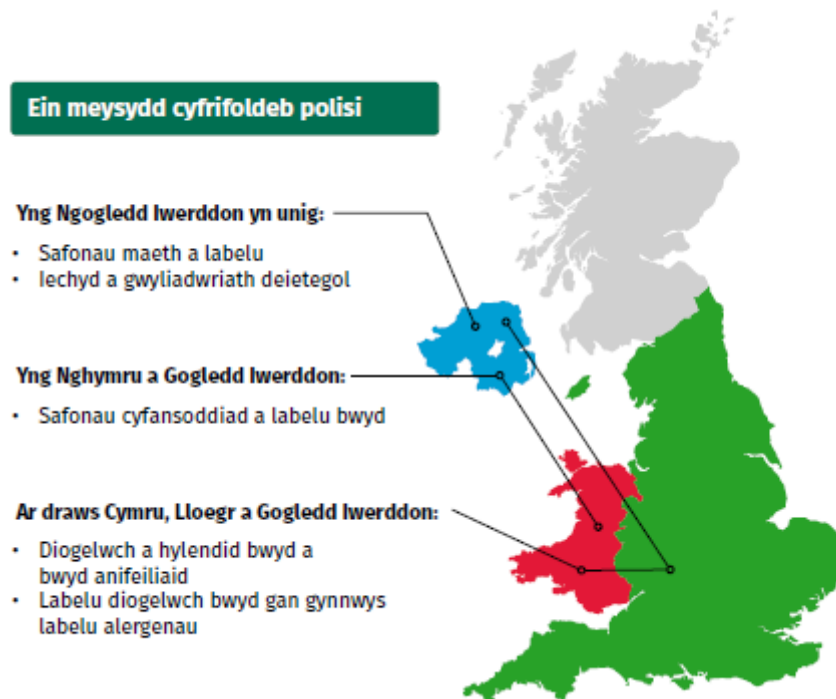 Ein meysydd cyfrifoldeb polisi
Yng Ngogledd Iwerddon yn unig:
• Safonau maeth a labelu
• Iechyd a gwyliadwriath deietegol
Yng Nghymru a Gogledd Iwerddon:
• Safonau cyfansoddiad a labelu bwyd
Ar draws Cymru, Lloegr a Gogledd Iwerddon:
• Diogelwch a hylendid bwyd a
bwyd anifeiliaid
• Labelu diogelwch bwyd gan gynnwys
labelu alergenau